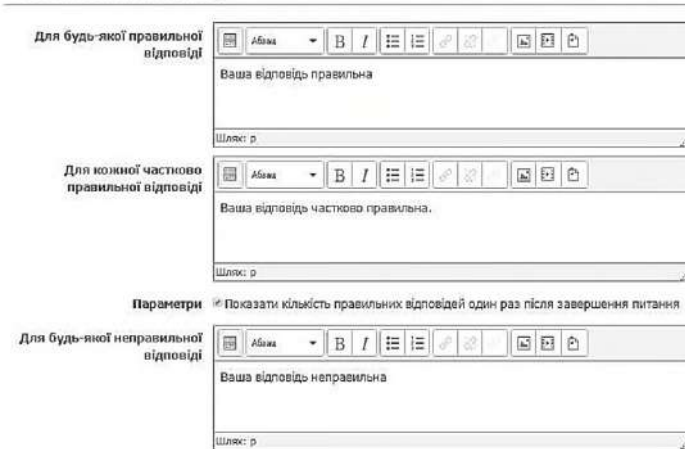 Для будь-якої правильної
відповіді
Абзац
B I
Ваша відповідь правильна
Шлях: p
Для кожної частково
правильної відповіді
Абзац
B I
Ваша відповідь частково правильна.
Шлях: p
Параметри Показати кількість правильних відповідей один раз після завершення питання
Для будь-якої неправильної
відповіді
Абзац
B I
Ваша відповідь неправильна
Шлях: p